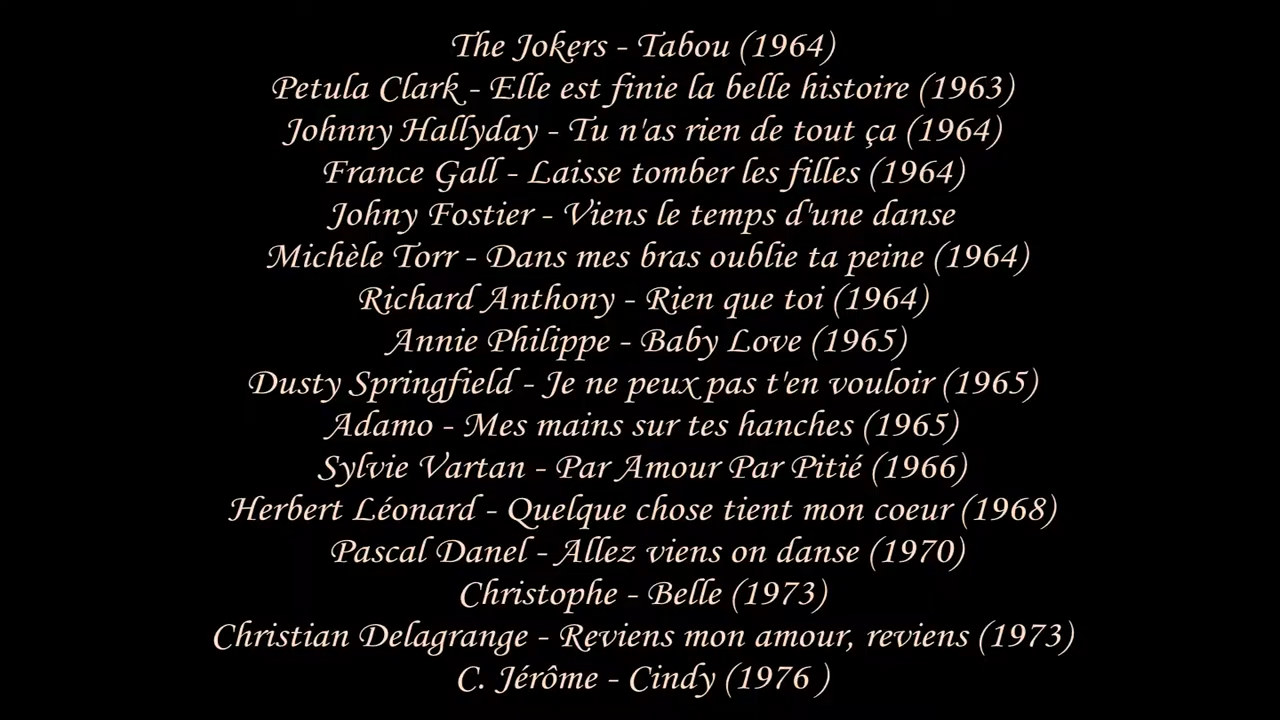 The Jokers - Tabou (1964)
Petula Clark - Elle est finie la belle histoire (1963)
Johnny Hallyday - Tu n'as rien de tout ça (1964)
France Gall - Laisse tomber les filles (1964)
Johny Fostier - Viens le temps d'une danse
Michèle Torr - Dans mes bras oublie ta peine (1964)
Richard Anthony - Rien que toi (1964)
Annie Philippe - Baby Love (1965)
Dusty Springfield - Je ne peux pas t'en vouloir (1965)
Adamo - Mes mains sur tes hanches (1965)
Sylvie Vartan - Par Amour Par Pitié (1966)
Herbert Léonard - Quelque chose tient mon coeur (1968)
Pascal Danel - Allez viens on danse (1970)
Christophe - Belle (1973)
Christian Delagrange - Reviens mon amour, reviens (1973)
C. Jérôme - Cindy (1976 )